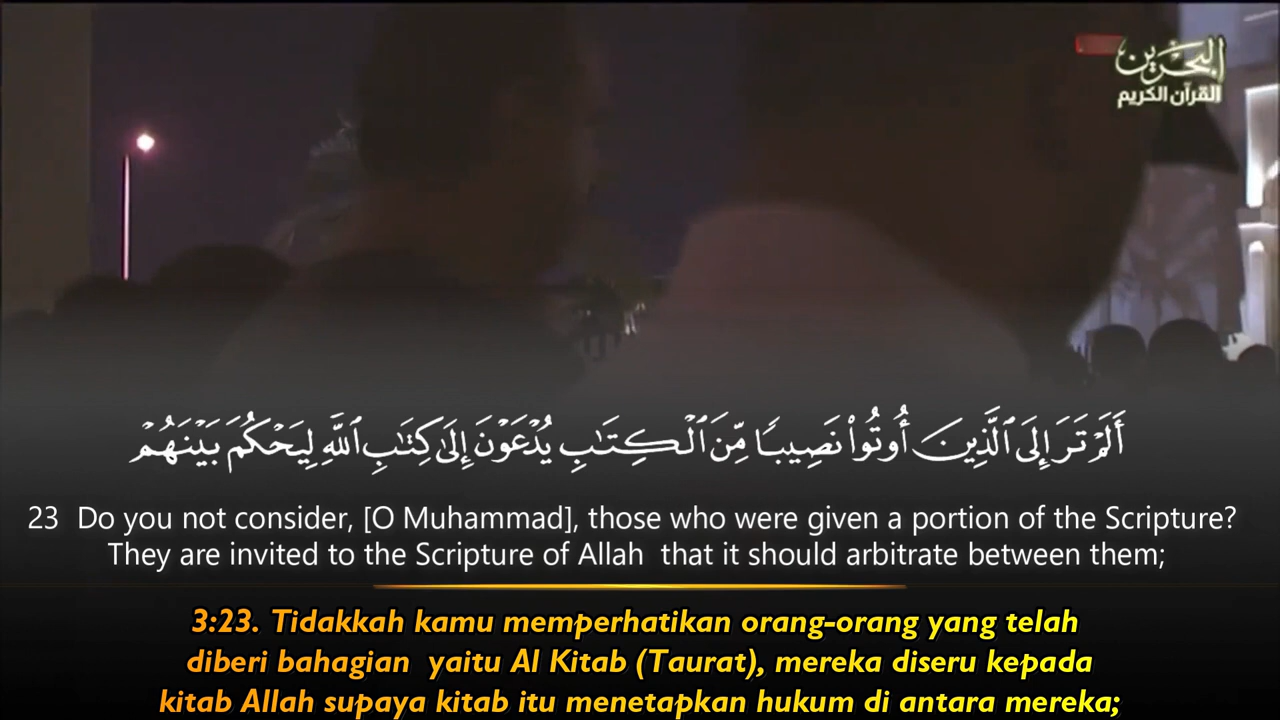 البحرين
القرآن الكريم
أَلَمْ تَرَ إِلَى ٱلَّذِينَ أُوتُوا۟ نَصِيبًا مِّنَ ٱلْكِتَٰبِ يُدْعَوْنَ إِلَىٰ كِتَٰبِ ٱللَّهِ لِيَحْكُمَ بَيْنَهُمْ
23 Do you not consider, [O Muhammad], those who were given a portion of the Scripture?
They are invited to the Scripture of Allah that it should arbitrate between them;
3:23. Tidakkah kamu memperhatikan orang-orang yang telah
diberi bahagian yaitu Al Kitab (Taurat), mereka diseru kepada
kitab Allah supaya kitab itu menetapkan hukum di antara mereka;